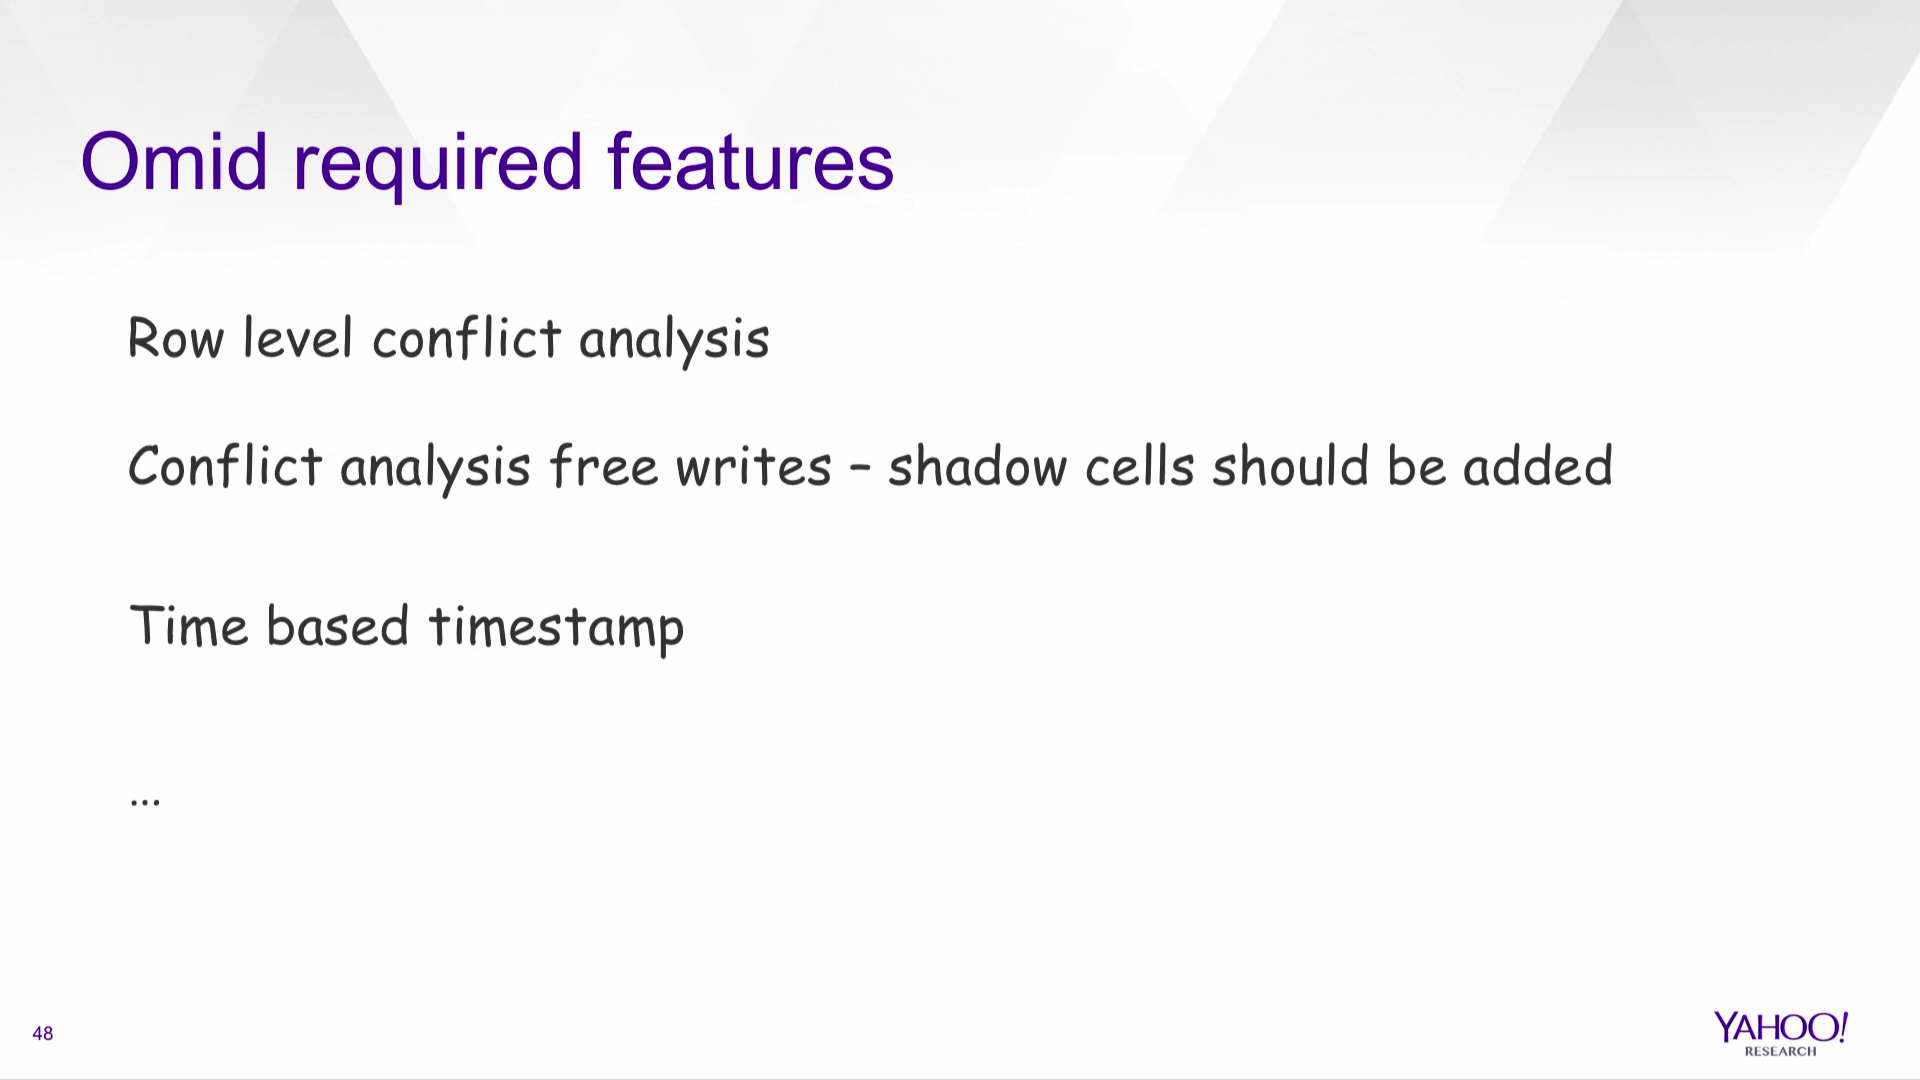 Omid required features
Row level conflict analysis
Conflict analysis free writes – shadow cells should be added
Time based timestamp
...
48
YAHOO!
RESEARCH